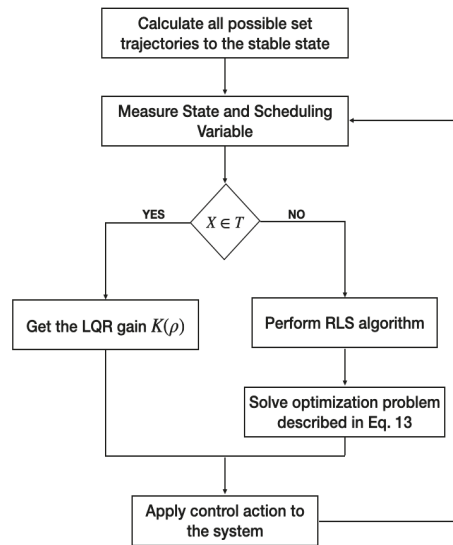 Calculate all possible set
trajectories to the stable state
Measure State and Scheduling
Variable
YES
X ∈ T
NO
Get the LQR gain K(ρ)
Perform RLS algorithm
Solve optimization problem
described in Eq. 13
Apply control action to
the system